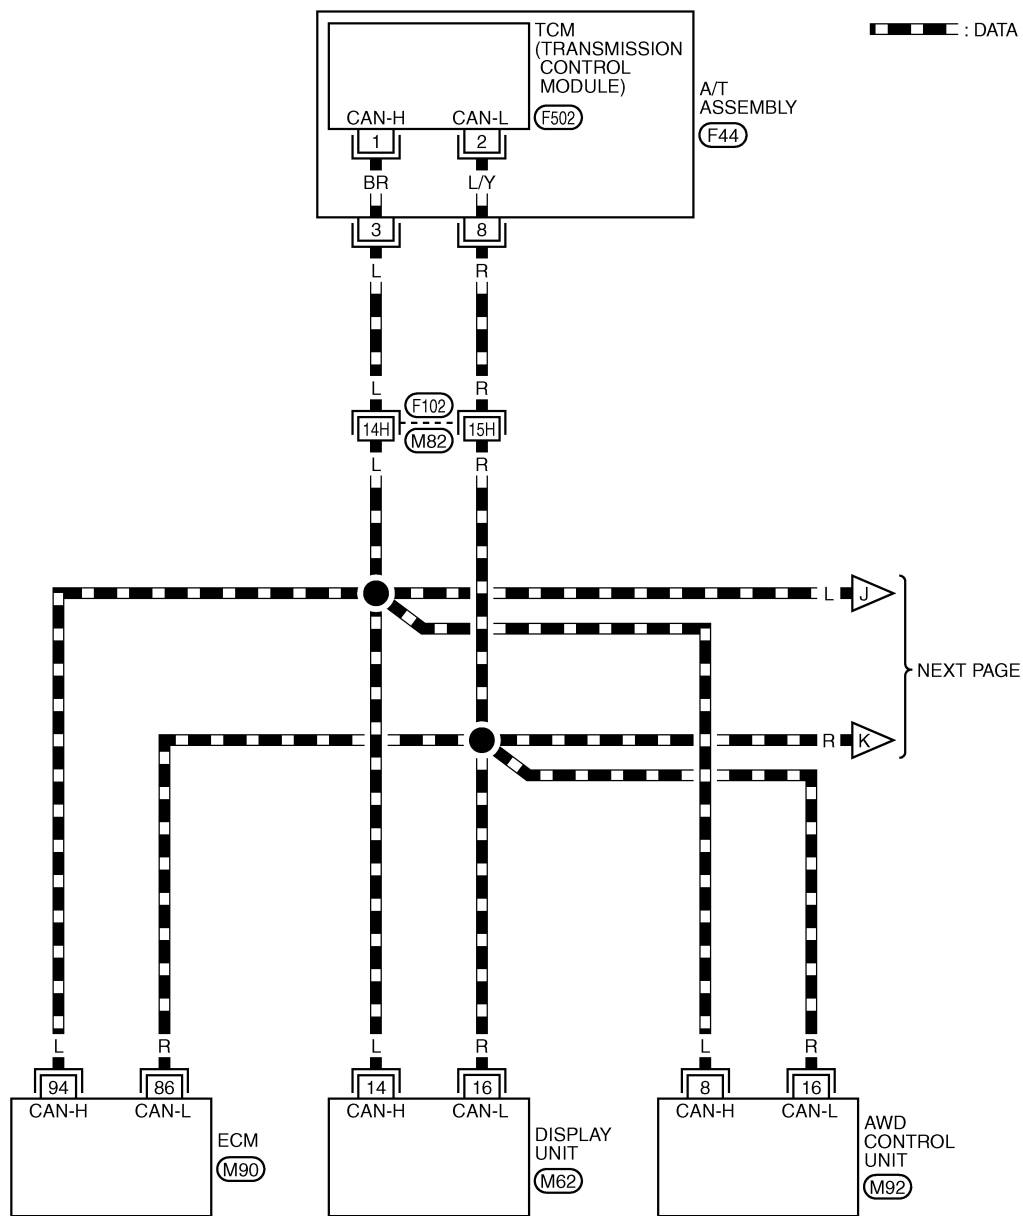 TCM
(TRANSMISSION
CONTROL
MODULE)
F502
: DATA
A/T
ASSEMBLY
F44
CAN-H CAN-L
1 2
BR L/Y
3 8
L R
L R
F102
14H 15H
M82
L R
L J
NEXT PAGE
R K
L R L R L R
94 86 14 16 8 16
CAN-H CAN-L CAN-H CAN-L CAN-H CAN-L
ECM
M90
DISPLAY
UNIT
M62
AWD
CONTROL
UNIT
M92